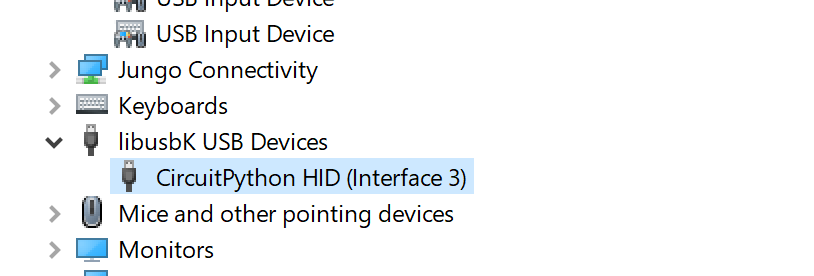 USB Input Device
USB Input Device
Jungo Connectivity
Keyboards
libusbK USB Devices
CircuitPython HID (Interface 3)
Mice and other pointing devices
Monitors